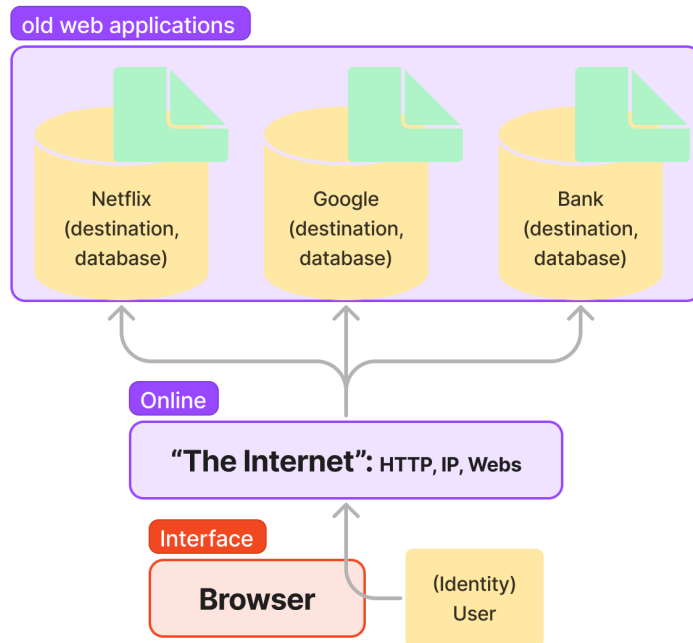 old web applications
Netflix
(destination,
database)
Google
(destination,
database)
Bank
(destination,
database)
Online
“The Internet”: HTTP, IP, Webs
Interface
Browser
(Identity)
User